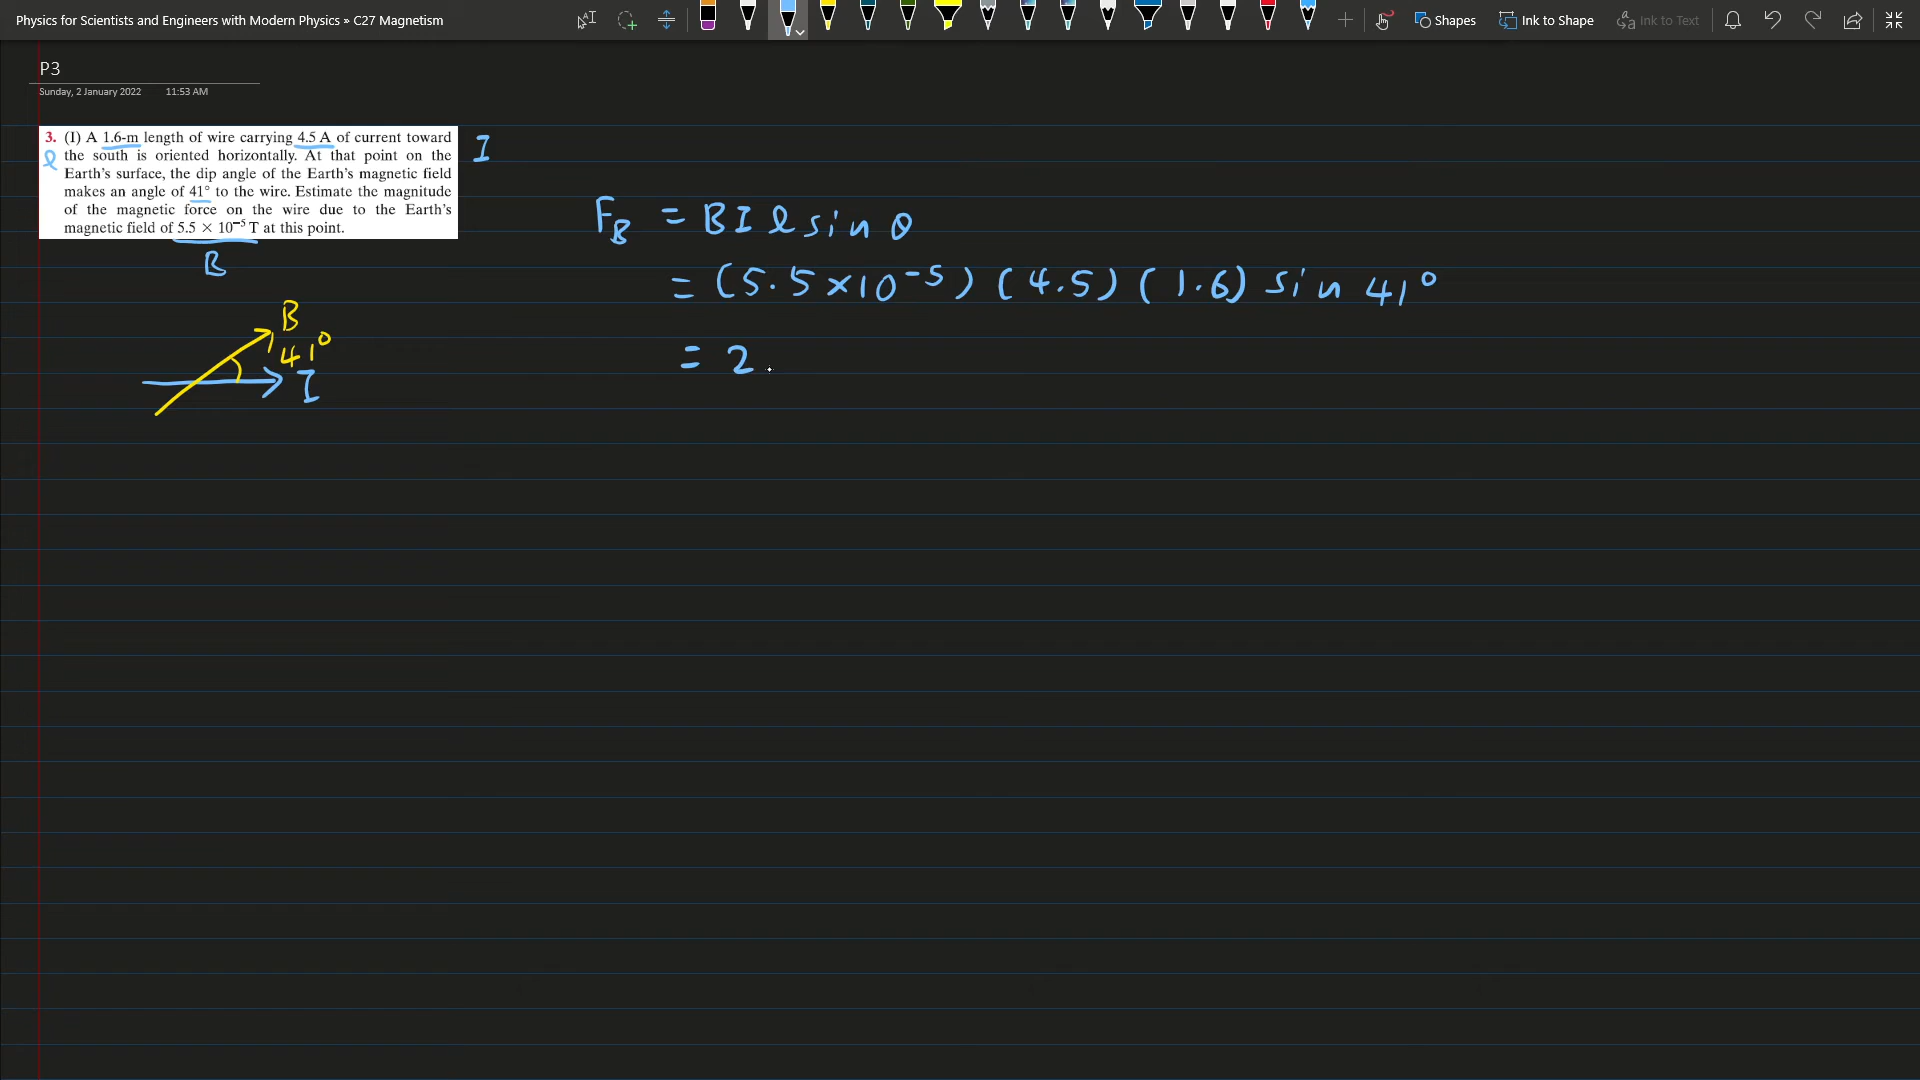 Physics for Scientists and Engineers with Modern Physics » C27 Magnetism
Shapes
Ink to Shape
Ink to Text
P3
Sunday, 2 January 2022 11:53 AM
3. (I) A 1.6-m length of wire carrying 4.5 A of current toward
the south is oriented horizontally. At that point on the
Earth's surface, the dip angle of the Earth's magnetic field
makes an angle of 41° to the wire. Estimate the magnitude
of the magnetic force on the wire due to the Earth's
magnetic field of 5.5 × 10⁻⁵ T at this point.
I
ℓ
B
F_B = B I ℓ sin θ
= (5.5×10⁻⁵) (4.5) (1.6) sin 41°
= 2.
B
41°
I